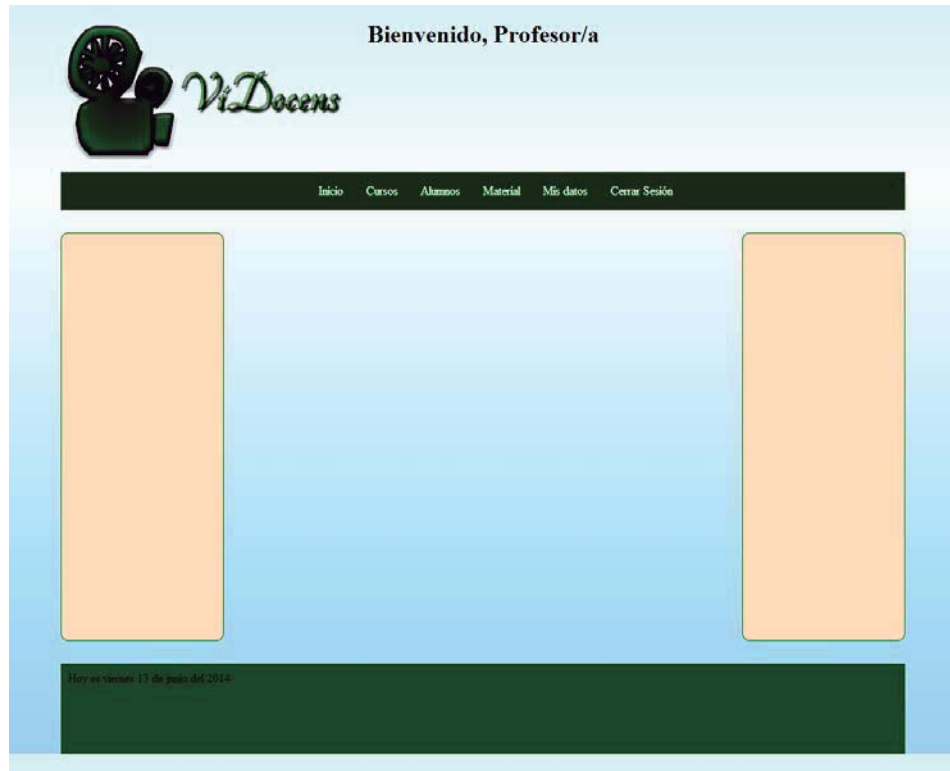 Bienvenido, Profesor/a
ViDocens
Inicio Cursos Alumnos Material Mis datos Cerrar Sesión
Hoy es viernes 13 de junio del 2014